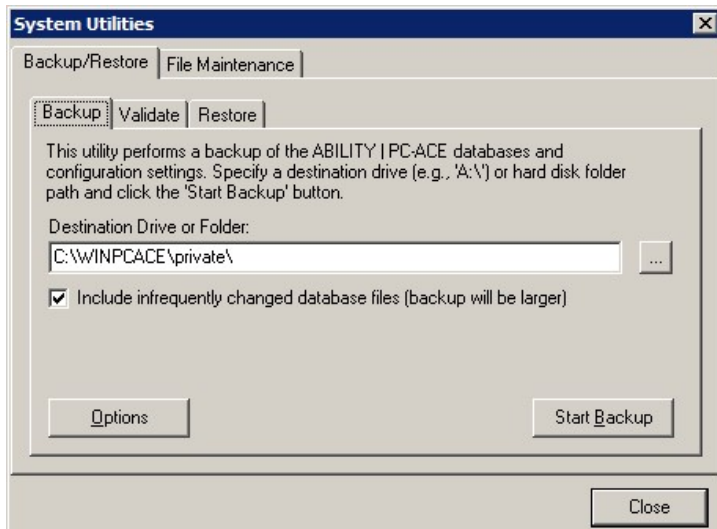 System Utilities
Backup/Restore File Maintenance
Backup Validate Restore
This utility performs a backup of the ABILITY | PC-ACE databases and
configuration settings. Specify a destination drive (e.g., 'A:\') or hard disk folder
path and click the 'Start Backup' button.
Destination Drive or Folder:
C:\WINPCACE\private\ ...
Include infrequently changed database files (backup will be larger)
Options Start Backup
Close